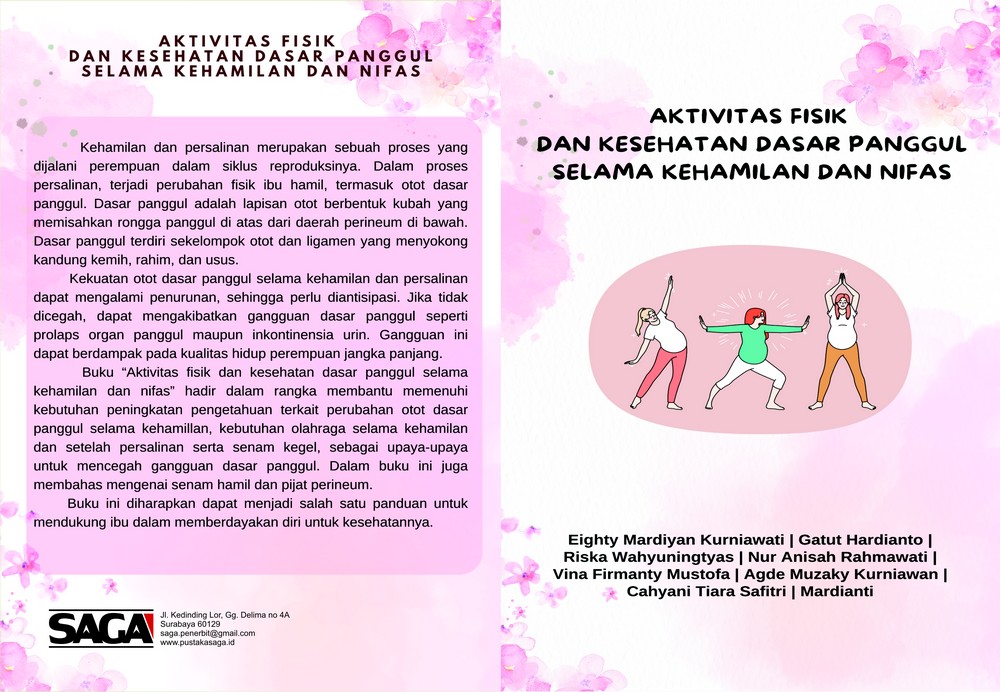 AKTIVITAS FISIK
DAN KESEHATAN DASAR PANGGUL
SELAMA KEHAMILAN DAN NIFAS
Kehamilan dan persalinan merupakan sebuah proses yang
dijalani perempuan dalam siklus reproduksinya. Dalam proses
persalinan, terjadi perubahan fisik ibu hamil, termasuk otot dasar
panggul. Dasar panggul adalah lapisan otot berbentuk kubah yang
memisahkan rongga panggul di atas dari daerah perineum di bawah.
Dasar panggul terdiri sekelompok otot dan ligamen yang menyokong
kandung kemih, rahim, dan usus.
Kekuatan otot dasar panggul selama kehamilan dan persalinan
dapat mengalami penurunan, sehingga perlu diantisipasi. Jika tidak
dicegah, dapat mengakibatkan gangguan dasar panggul seperti
prolaps organ panggul maupun inkontinensia urin. Gangguan ini
dapat berdampak pada kualitas hidup perempuan jangka panjang.
Buku “Aktivitas fisik dan kesehatan dasar panggul selama
kehamilan dan nifas” hadir dalam rangka membantu memenuhi
kebutuhan peningkatan pengetahuan terkait perubahan otot dasar
panggul selama kehamillan, kebutuhan olahraga selama kehamilan
dan setelah persalinan serta senam kegel, sebagai upaya-upaya
untuk mencegah gangguan dasar panggul. Dalam buku ini juga
membahas mengenai senam hamil dan pijat perineum.
Buku ini diharapkan dapat menjadi salah satu panduan untuk
mendukung ibu dalam memberdayakan diri untuk kesehatannya.
SAGA
Jl. Kedinding Lor, Gg. Delima no 4A
Surabaya 60129
saga.penerbit@gmail.com
www.pustakasaga.id
AKTIVITAS FISIK
DAN KESEHATAN DASAR PANGGUL
SELAMA KEHAMILAN DAN NIFAS
Eighty Mardiyan Kurniawati | Gatut Hardianto |
Riska Wahyuningtyas | Nur Anisah Rahmawati |
Vina Firmanty Mustofa | Agde Muzaky Kurniawan |
Cahyani Tiara Safitri | Mardianti